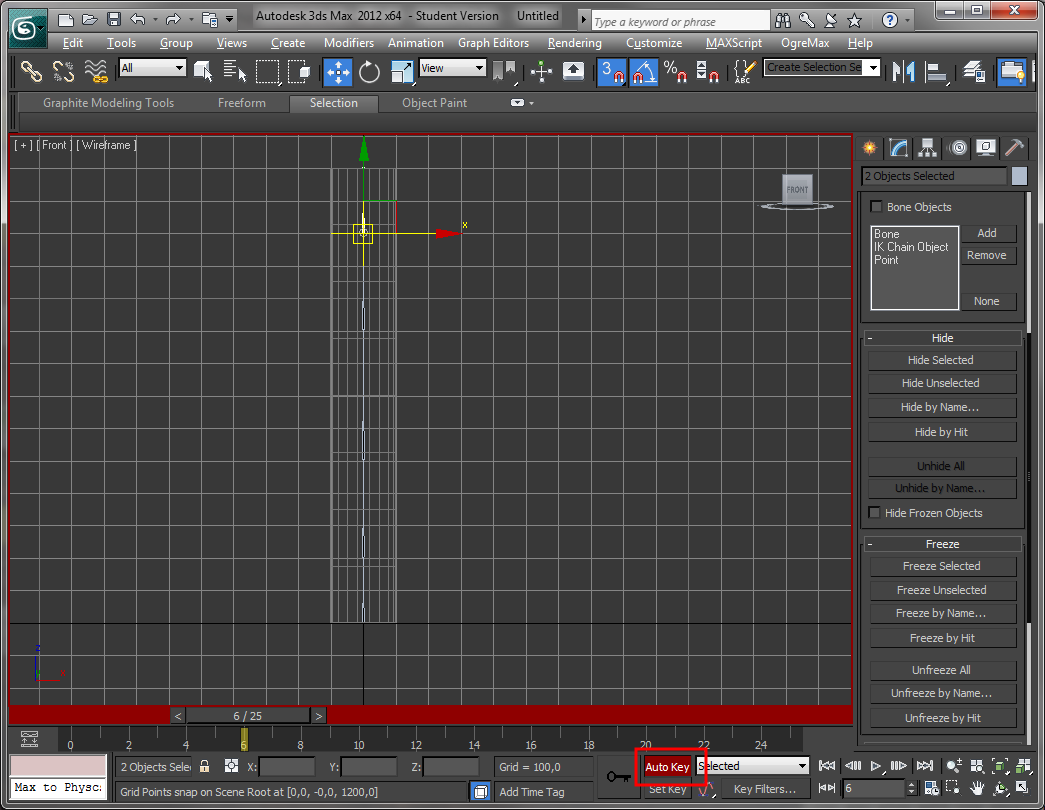 Autodesk 3ds Max 2012 x64 - Student Version Untitled Type a keyword or phrase
Edit Tools Group Views Create Modifiers Animation Graph Editors Rendering Customize MAXScript OgreMax Help
All View 3 % ABC Create Selection Se
Graphite Modeling Tools Freeform Selection Object Paint
[ + ] [ Front ] [ Wireframe ]
FRONT
x
z
2 Objects Selected
Bone Objects
Bone
IK Chain Object
Point
Add
Remove
None
- Hide
Hide Selected
Hide Unselected
Hide by Name...
Hide by Hit
Unhide All
Unhide by Name...
Hide Frozen Objects
- Freeze
Freeze Selected
Freeze Unselected
Freeze by Name...
Freeze by Hit
Unfreeze All
Unfreeze by Name...
Unfreeze by Hit
< 6 / 25 >
0 2 4 6 8 10 12 14 16 18 20 22 24
2 Objects Sele X: Y: Z: Grid = 100,0 Auto Key Selected
Max to Physc Grid Points snap on Scene Root at [0,0, -0,0, 1200,0] Add Time Tag Set Key Key Filters... 6